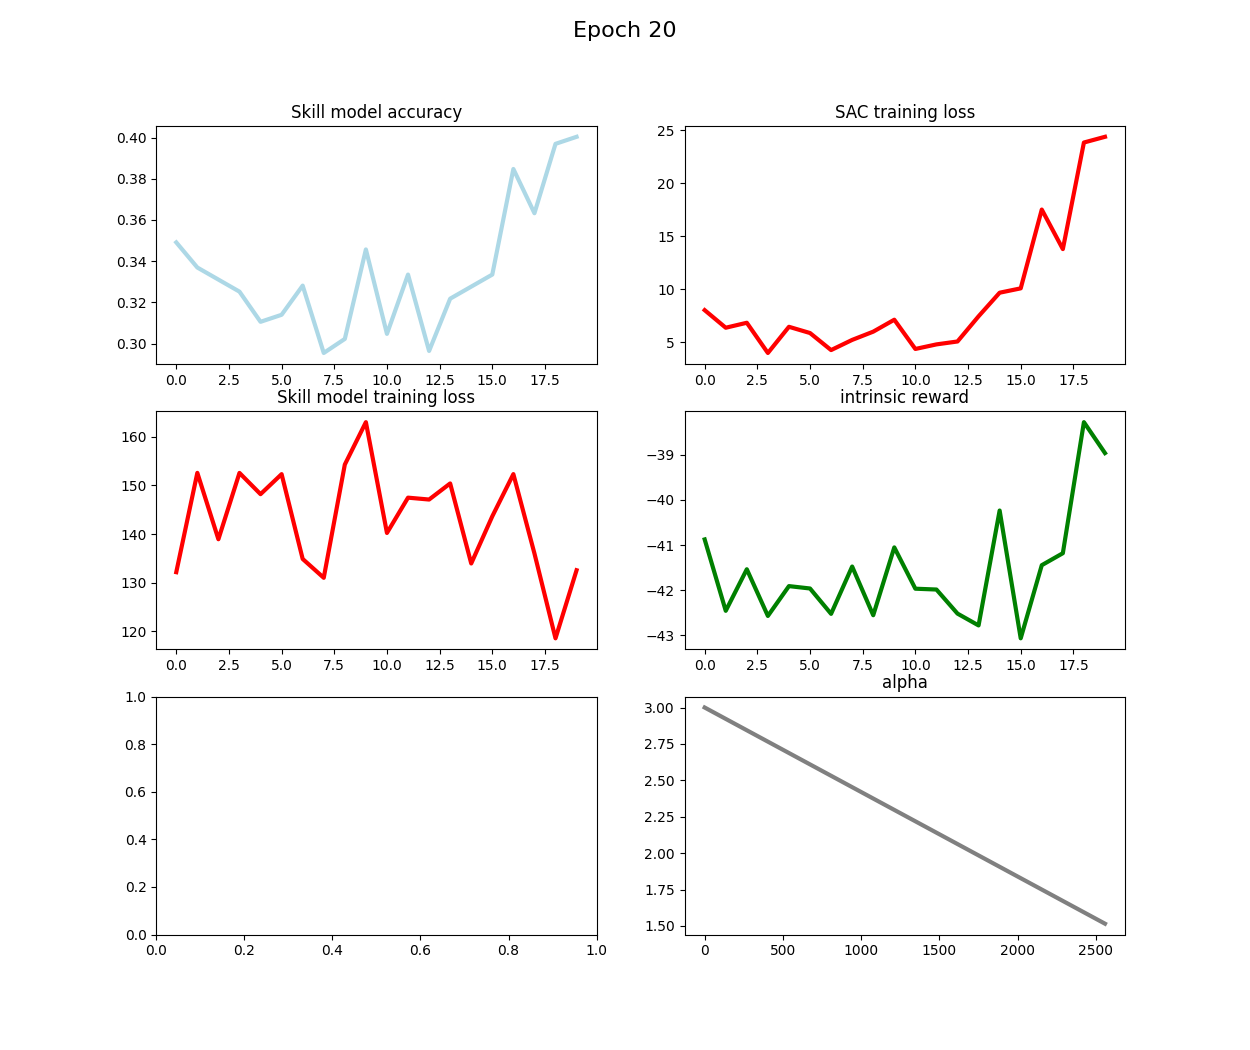 Epoch 20
Skill model accuracy
0.40
0.38
0.36
0.34
0.32
0.30
0.0 2.5 5.0 7.5 10.0 12.5 15.0 17.5
SAC training loss
25
20
15
10
5
0.0 2.5 5.0 7.5 10.0 12.5 15.0 17.5
Skill model training loss
160
150
140
130
120
0.0 2.5 5.0 7.5 10.0 12.5 15.0 17.5
intrinsic reward
−39
−40
−41
−42
−43
0.0 2.5 5.0 7.5 10.0 12.5 15.0 17.5
1.0
0.8
0.6
0.4
0.2
0.0
0.0 0.2 0.4 0.6 0.8 1.0
alpha
3.00
2.75
2.50
2.25
2.00
1.75
1.50
0 500 1000 1500 2000 2500